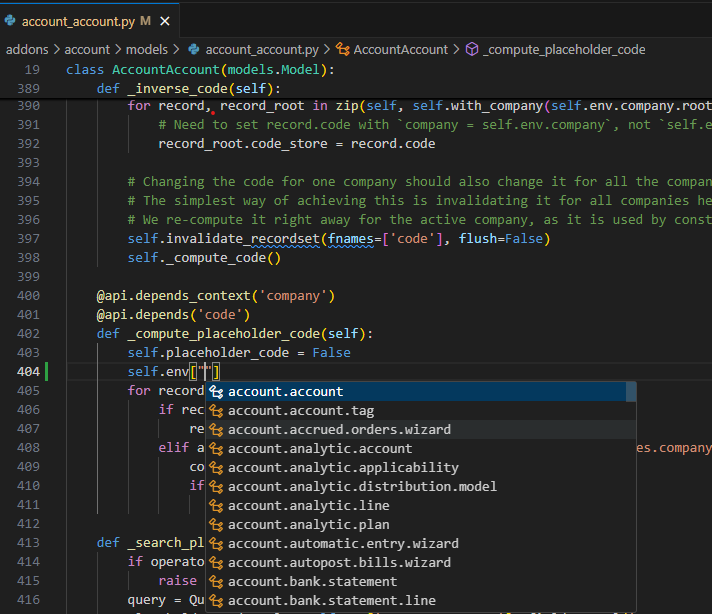 account_account.py M ×
addons > account > models > account_account.py > AccountAccount > _compute_placeholder_code
19 class AccountAccount(models.Model):
389 def _inverse_code(self):
390 for record, record_root in zip(self, self.with_company(self.env.company.root
391 # Need to set record.code with `company = self.env.company`, not `self.e
392 record_root.code_store = record.code
393
394 # Changing the code for one company should also change it for all the compan
395 # The simplest way of achieving this is invalidating it for all companies he
396 # We re-compute it right away for the active company, as it is used by const
397 self.invalidate_recordset(fnames=['code'], flush=False)
398 self._compute_code()
399
400 @api.depends_context('company')
401 @api.depends('code')
402 def _compute_placeholder_code(self):
403 self.placeholder_code = False
404 self.env[""]
405 for record
account.account
406 if rec
account.account.tag
407 re
account.accrued.orders.wizard
408 elif a
account.analytic.account
es.company
409 co
account.analytic.applicability
410 if
account.analytic.distribution.model
411
account.analytic.line
412
account.analytic.plan
413 def _search_pl
account.automatic.entry.wizard
414 if operato
account.autopost.bills.wizard
415 raise
account.bank.statement
416 query = Qu
account.bank.statement.line